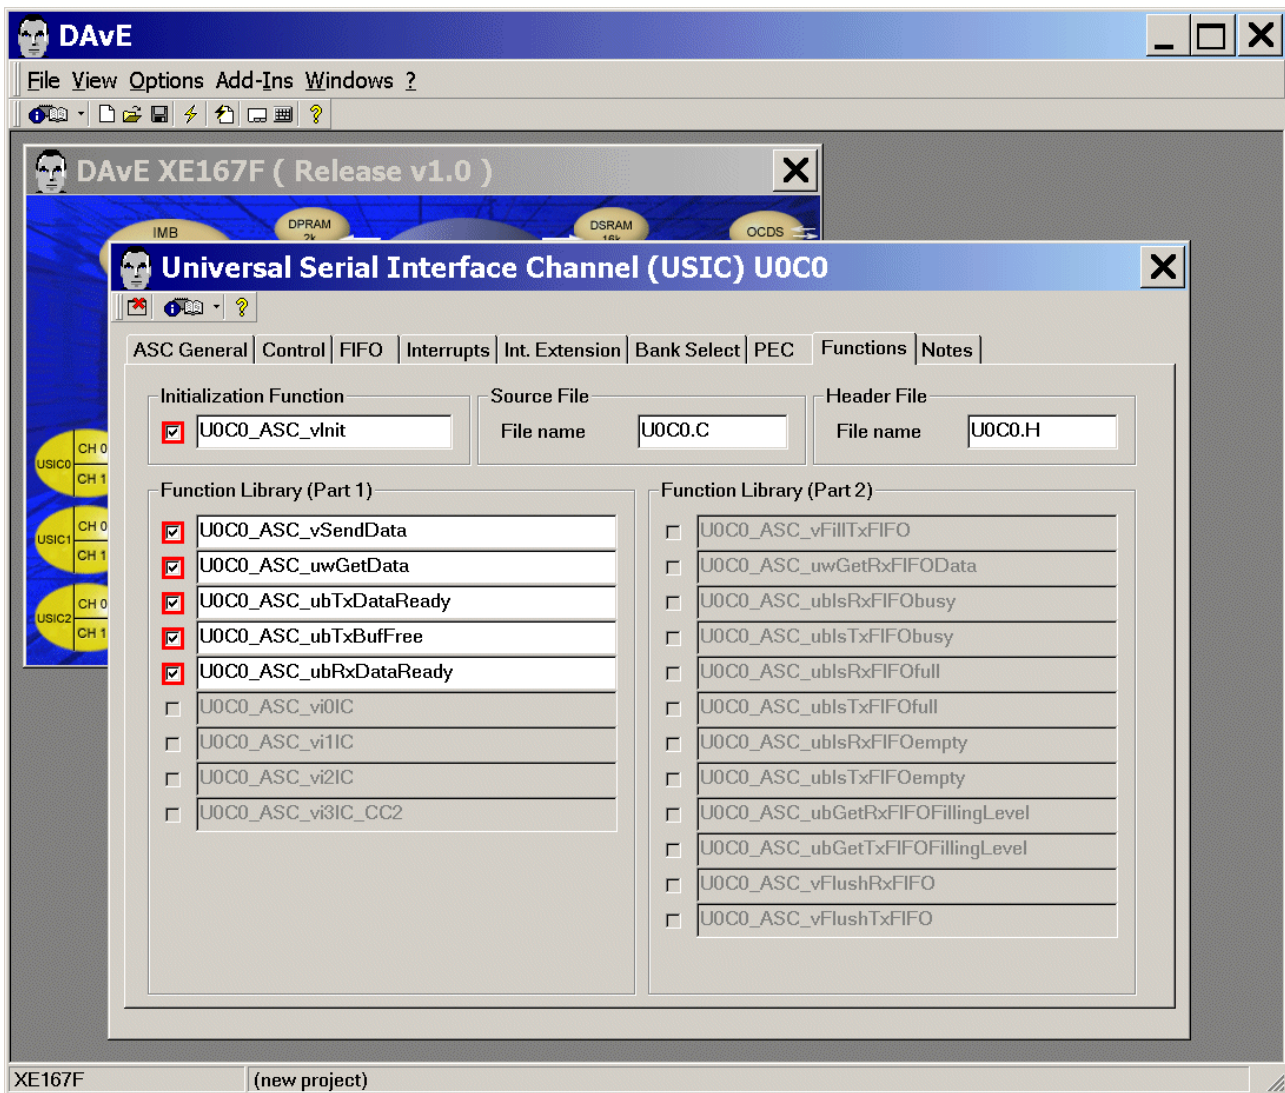 DAvE
File View Options Add-Ins Windows ?
DAvE XE167F ( Release v1.0 )
IMB
DPRAM
2k
DSRAM
16k
OCDS
Universal Serial Interface Channel (USIC) U0C0
ASC General Control FIFO Interrupts Int. Extension Bank Select PEC Functions Notes
Initialization Function
U0C0_ASC_vInit
Source File
File name U0C0.C
Header File
File name U0C0.H
USIC0
CH 0
CH 1
USIC1
CH 0
CH 1
USIC2
CH 0
CH 1
Function Library (Part 1)
U0C0_ASC_vSendData
U0C0_ASC_uwGetData
U0C0_ASC_ubTxDataReady
U0C0_ASC_ubTxBufFree
U0C0_ASC_ubRxDataReady
U0C0_ASC_vi0IC
U0C0_ASC_vi1IC
U0C0_ASC_vi2IC
U0C0_ASC_vi3IC_CC2
Function Library (Part 2)
U0C0_ASC_vFillTxFIFO
U0C0_ASC_uwGetRxFIFOData
U0C0_ASC_ubIsRxFIFObusy
U0C0_ASC_ubIsTxFIFObusy
U0C0_ASC_ubIsRxFIFOfull
U0C0_ASC_ubIsTxFIFOfull
U0C0_ASC_ubIsRxFIFOempty
U0C0_ASC_ubIsTxFIFOempty
U0C0_ASC_ubGetRxFIFOFillingLevel
U0C0_ASC_ubGetTxFIFOFillingLevel
U0C0_ASC_vFlushRxFIFO
U0C0_ASC_vFlushTxFIFO
XE167F (new project)